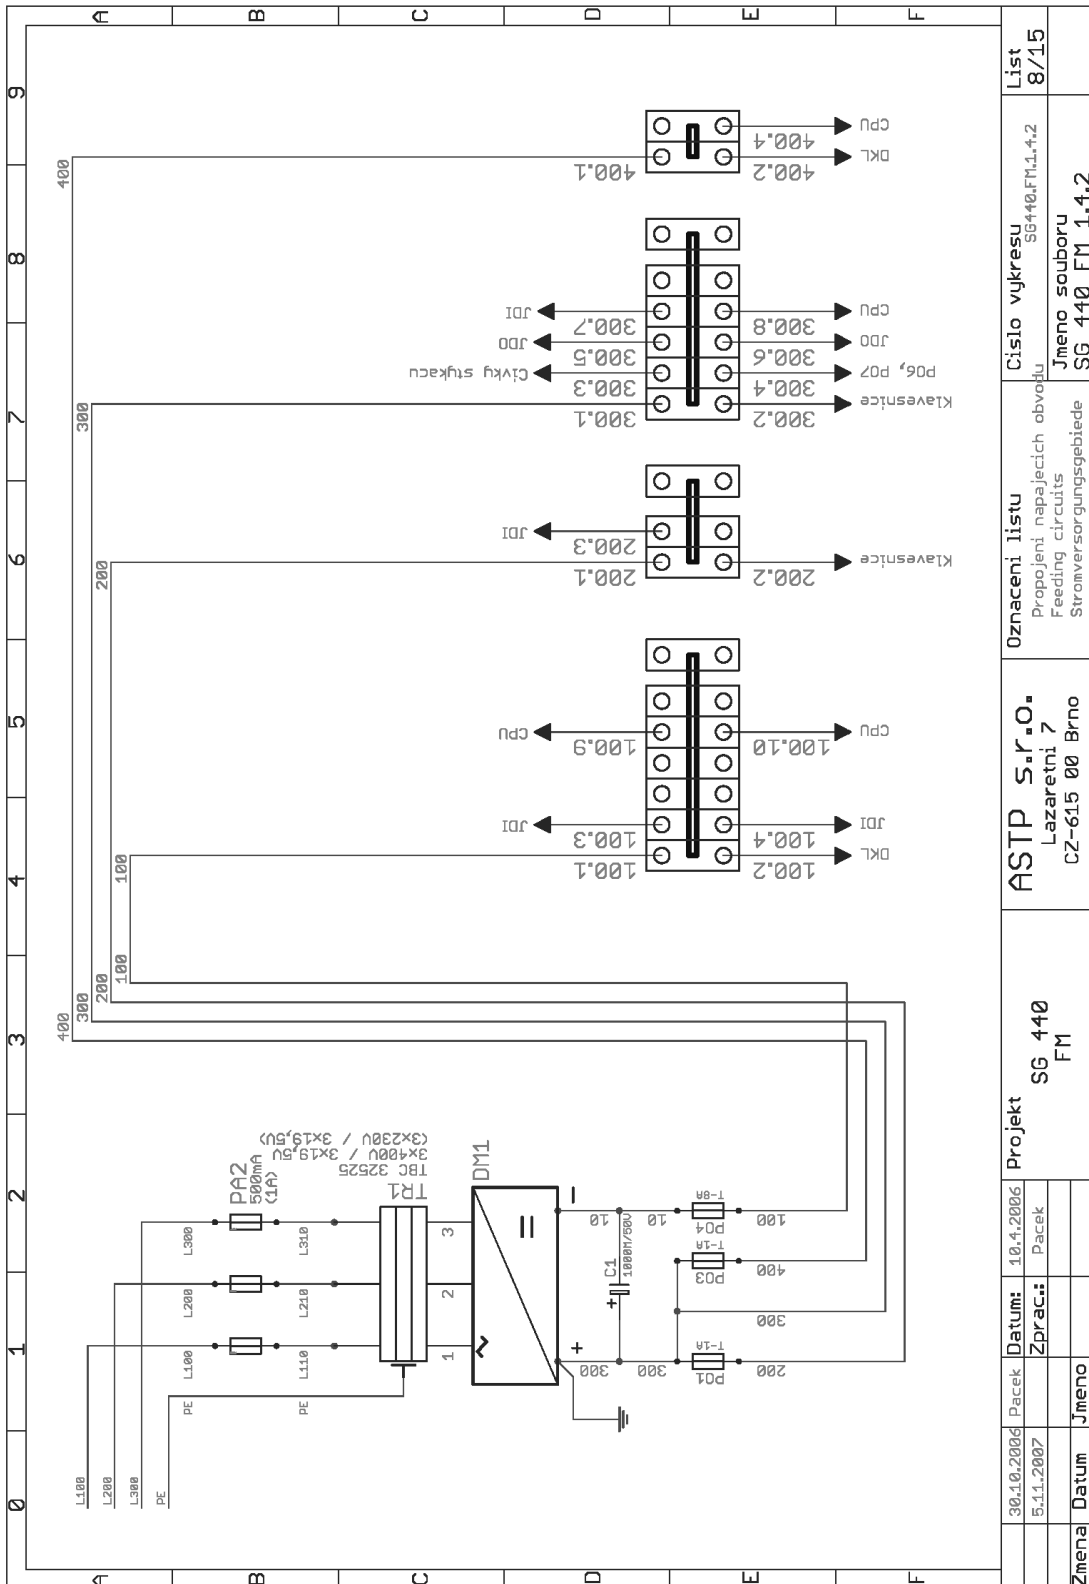 0 1 2 3 4 5 6 7 8 9
A B C D E F
A B C D E F
L100
L200
L300
PE
L100
L200
L300
PE
PE
L110
L210
L310
PA2
500mA
(1A)
TR1
TBC 32525
3x400V / 3x19,5V
(3x230V / 3x19,5V)
1 2 3
DM1
~
=
+
–
300
10
C1
1000M/50V
+
300
10
PO1
T-1A
PO3
T-1A
PO4
T-8A
200
300
400
100
400
300
200
100
100
200
300
400
100.1
100.3
JDI
100.9
CPU
100.2
DKL
100.4
JDI
100.10
CPU
200.1
200.3
JDI
200.2
Klavesnice
300.1
300.3
Civky stykacu
300.5
JDO
300.7
JDI
300.2
Klavesnice
300.4
PO6, PO7
300.6
JDO
300.8
CPU
400.1
400.2
DKL
400.4
CPU
30.10.2006 Pacek
5.11.2007
Zmena Datum Jmeno
Datum: 10.4.2006
Zprac.: Pacek
Projekt
SG 440
FM
ASTP s.r.o.
Lazaretni 7
CZ-615 00 Brno
Oznaceni listu
Propojeni napajecich obvodu
Feeding circuits
Stromversorgungsgebiede
Cislo vykresu
SG440.FM.1.4.2
Jmeno souboru
SG 440 FM 1.4.2
List
8/15